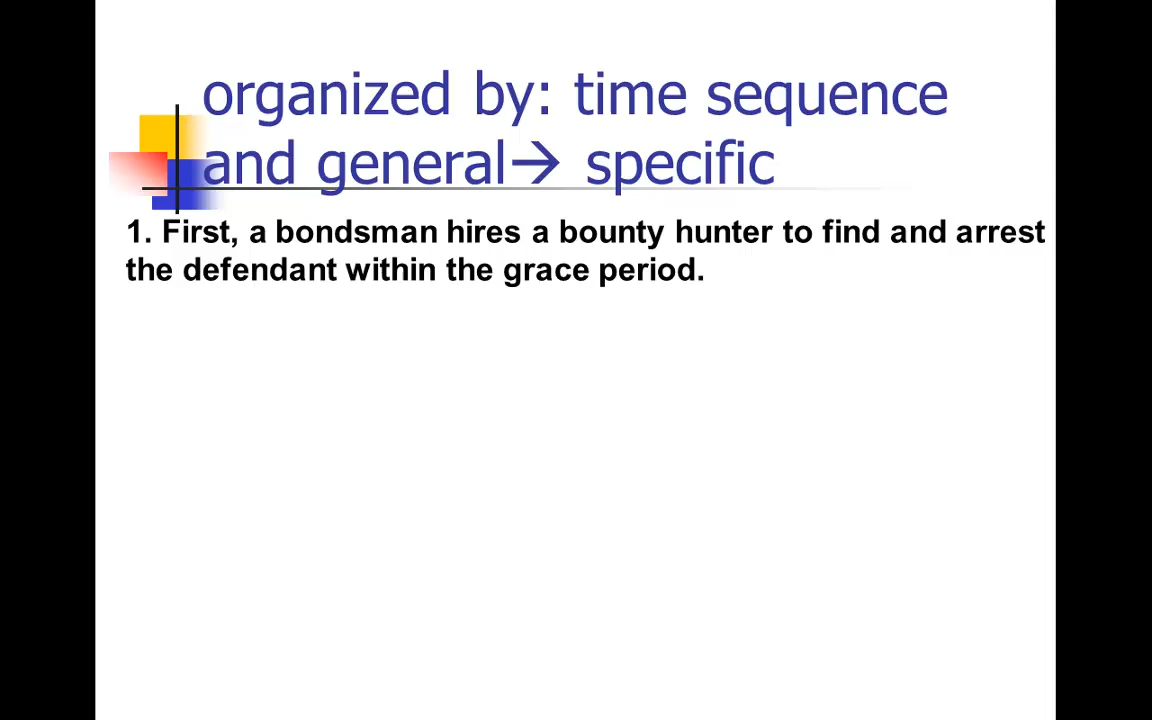 organized by: time sequence
and general→ specific
1. First, a bondsman hires a bounty hunter to find and arrest
the defendant within the grace period.